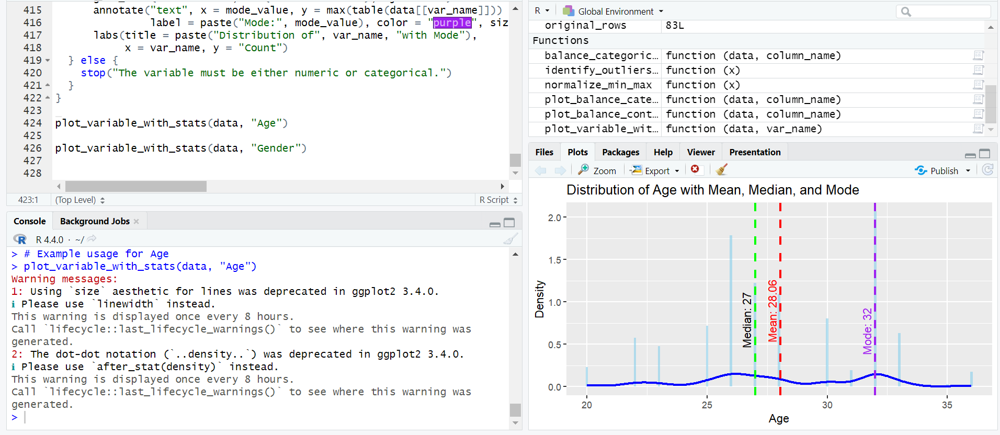 415 annotate("text", x = mode_value, y = max(table(data[[var_name]]))
416 label = paste("Mode:", mode_value), color = "purple", siz
417 labs(title = paste("Distribution of", var_name, "with Mode"),
418 x = var_name, y = "Count")
419 } else {
420 stop("The variable must be either numeric or categorical.")
421 }
422 }
423
424 plot_variable_with_stats(data, "Age")
425
426 plot_variable_with_stats(data, "Gender")
427
428
423:1 (Top Level) R Script
Console Background Jobs
R 4.4.0 · ~/
> # Example usage for Age
> plot_variable_with_stats(data, "Age")
Warning messages:
1: Using `size` aesthetic for lines was deprecated in ggplot2 3.4.0.
ℹ Please use `linewidth` instead.
This warning is displayed once every 8 hours.
Call `lifecycle::last_lifecycle_warnings()` to see where this warning was
generated.
2: The dot-dot notation (`..density..`) was deprecated in ggplot2 3.4.0.
ℹ Please use `after_stat(density)` instead.
This warning is displayed once every 8 hours.
Call `lifecycle::last_lifecycle_warnings()` to see where this warning was
generated.
>
R Global Environment
original_rows 83L
Functions
balance_categoric… function (data, column_name)
identify_outliers… function (x)
normalize_min_max function (x)
plot_balance_cate… function (data, column_name)
plot_balance_cont… function (data, column_name)
plot_variable_wit… function (data, var_name)
Files Plots Packages Help Viewer Presentation
Zoom Export Publish
Distribution of Age with Mean, Median, and Mode
2.0
1.5
1.0
0.5
0.0
Density
Median: 27
Mean: 28.06
Mode: 32
20 25 30 35
Age